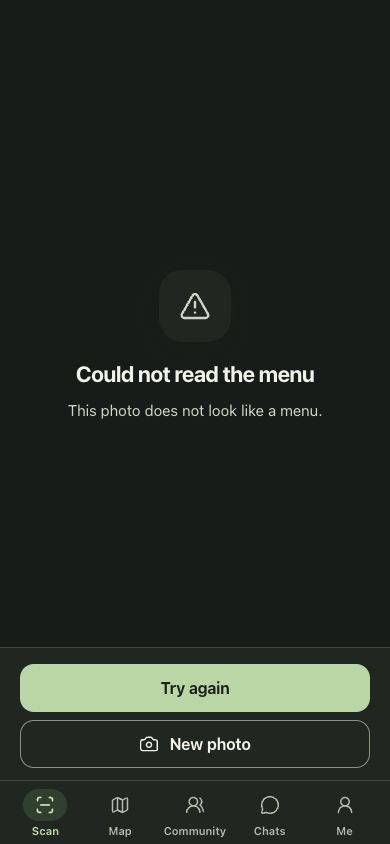 Could not read the menu
This photo does not look like a menu.
Try again
New photo
Scan
Map
Community
Chats
Me